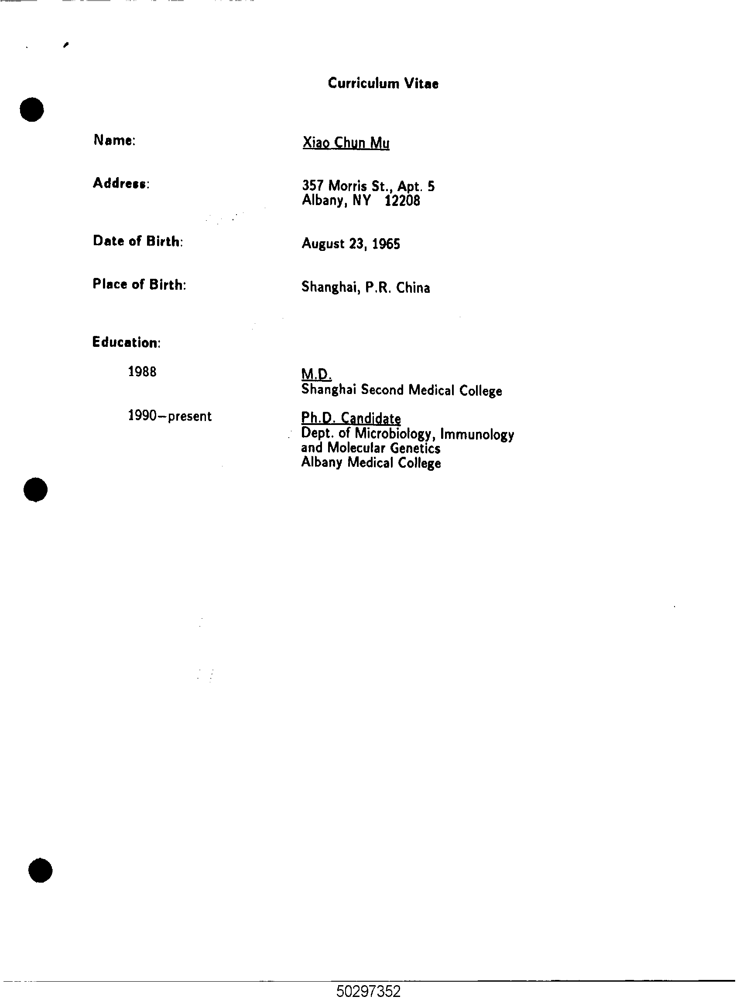 Curriculum Vitae
Name: Xiao Chun Mu
Address: 357 Morris St., Apt. 5
Albany, NY 12208
Date of Birth: August 23, 1965
Place of Birth: Shanghai, P.R. China
Education:
1988 M.D.
Shanghai Second Medical College
1990–present Ph.D. Candidate
Dept. of Microbiology, Immunology
and Molecular Genetics
Albany Medical College
50297352